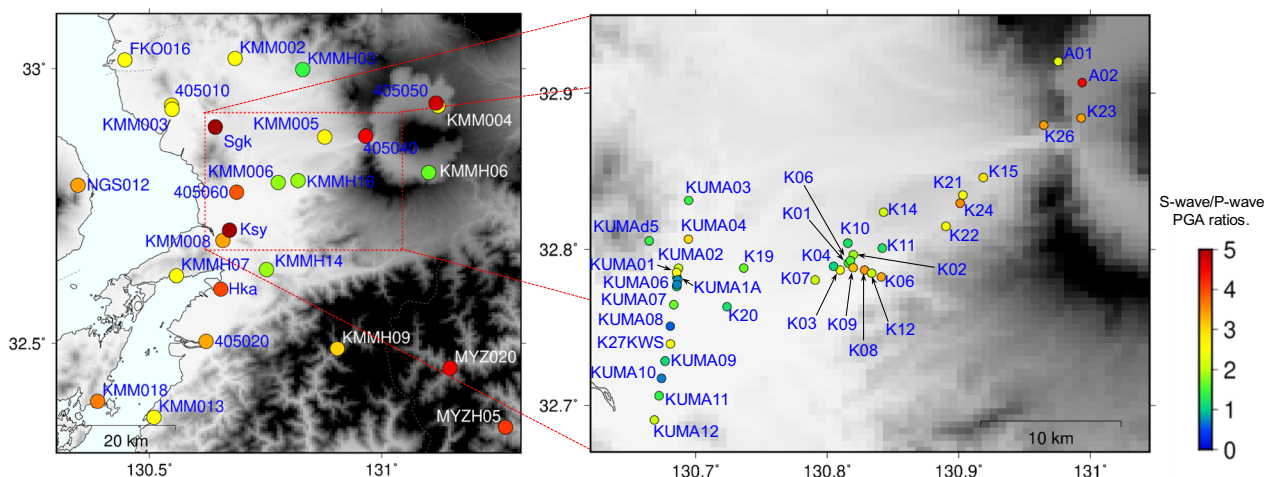 33°
32.5°
130.5°
131°
FKO016
KMM002
KMMH03
405010
405050
KMM003
KMM004
Sgk
KMM005
405040
KMM006
KMMH16
KMMH06
NGS012
405060
Ksy
KMM008
KMMH07
KMMH14
Hka
405020
KMMH09
MYZ020
KMM018
KMM013
MYZH05
20 km
32.9°
32.8°
32.7°
130.7°
130.8°
130.9°
131°
A01
A02
K23
K26
K15
K21
K24
K14
K22
K06
K01
K10
K11
KUMA03
KUMAd5
KUMA04
KUMA02
K19
K04
K02
KUMA01
KUMA06
KUMA1A
K07
K06
KUMA07
K20
K03
K09
K12
KUMA08
K08
K27KWS
KUMA09
KUMA10
KUMA11
KUMA12
10 km
S-wave/P-wave
PGA ratios.
5
4
3
2
1
0